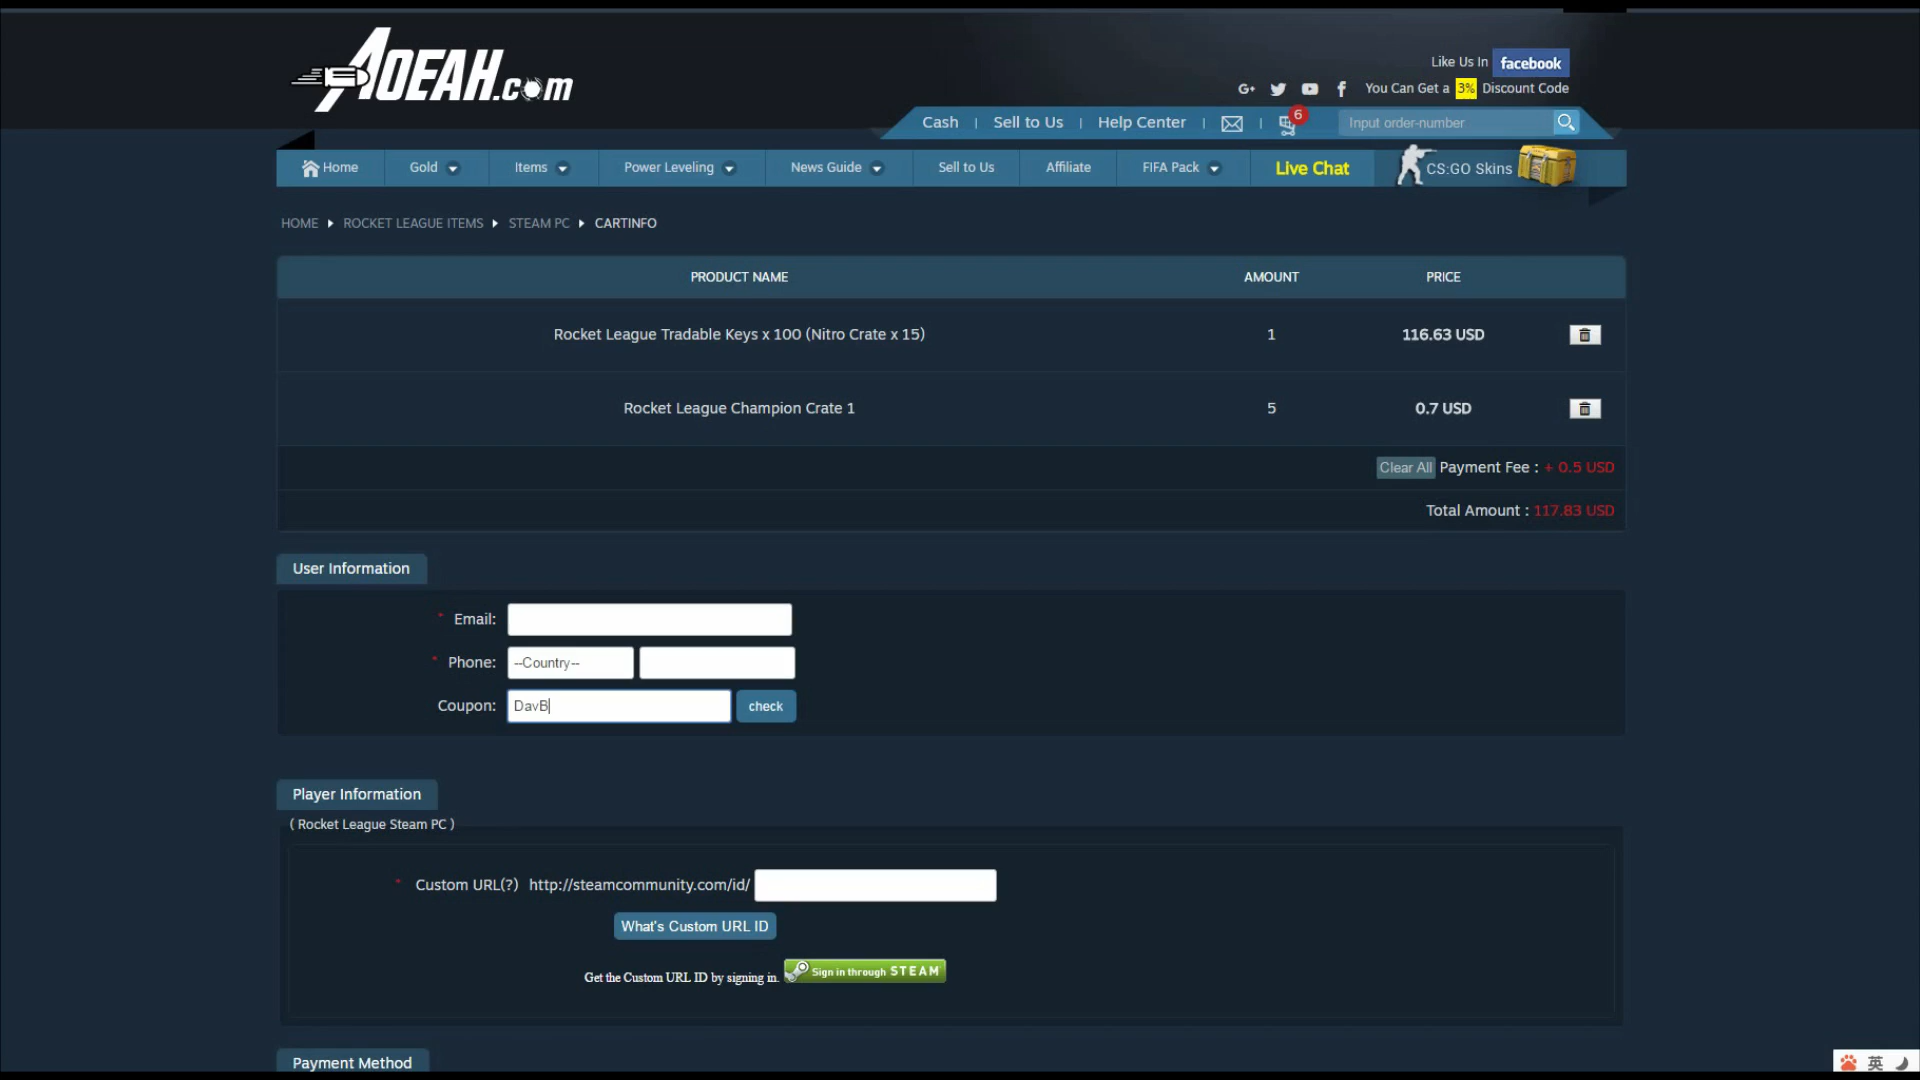 AOEAH.com
Like Us In facebook
G+ You Can Get a 3% Discount Code
Cash | Sell to Us | Help Center | | 6 Input order-number
Home Gold Items Power Leveling News Guide Sell to Us Affiliate FIFA Pack Live Chat CS:GO Skins
HOME ROCKET LEAGUE ITEMS STEAM PC CARTINFO
PRODUCT NAME AMOUNT PRICE
Rocket League Tradable Keys x 100 (Nitro Crate x 15) 1 116.63 USD
Rocket League Champion Crate 1 5 0.7 USD
Clear All Payment Fee : + 0.5 USD
Total Amount : 117.83 USD
User Information
* Email:
* Phone: --Country--
Coupon: DavB check
Player Information
( Rocket League Steam PC )
* Custom URL(?) http://steamcommunity.com/id/
What's Custom URL ID
Get the Custom URL ID by signing in. Sign in through STEAM
Payment Method
英